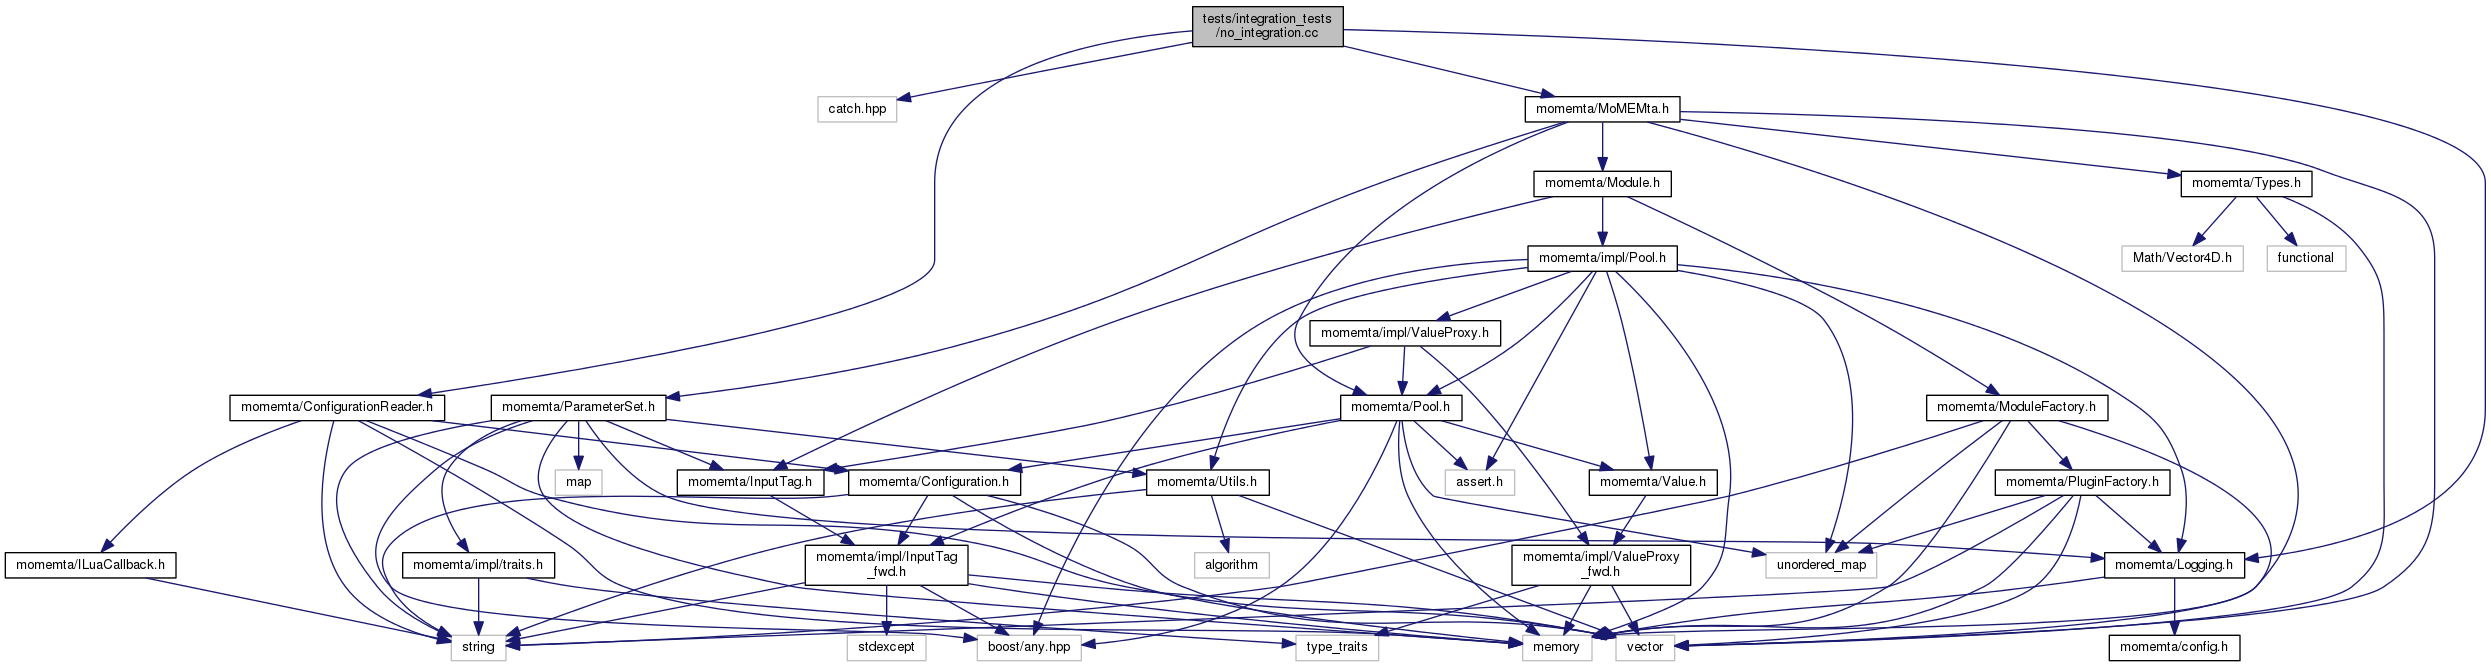 tests/integration_tests
/no_integration.cc
catch.hpp
momemta/MoMEMta.h
momemta/Module.h
momemta/Types.h
momemta/impl/Pool.h
Math/Vector4D.h
functional
momemta/impl/ValueProxy.h
momemta/ConfigurationReader.h
momemta/ParameterSet.h
momemta/Pool.h
momemta/ModuleFactory.h
map
momemta/InputTag.h
momemta/Configuration.h
momemta/Utils.h
assert.h
momemta/Value.h
momemta/PluginFactory.h
momemta/ILuaCallback.h
momemta/impl/traits.h
momemta/impl/InputTag
_fwd.h
algorithm
momemta/impl/ValueProxy
_fwd.h
unordered_map
momemta/Logging.h
string
stdexcept
boost/any.hpp
type_traits
memory
vector
momemta/config.h